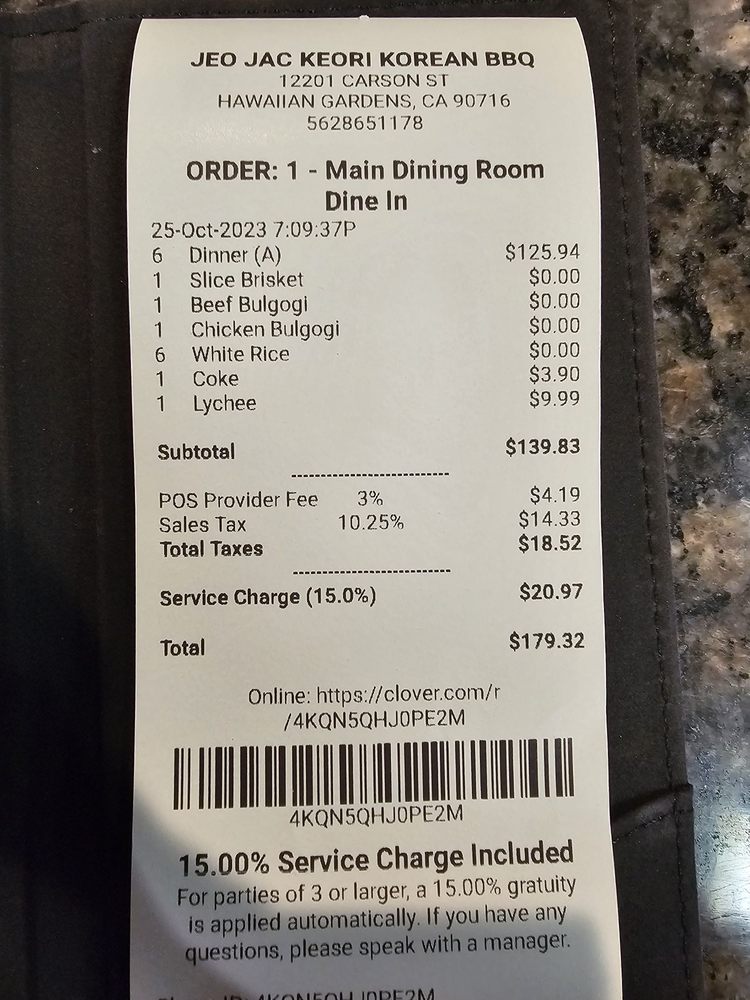 JEO JAC KEORI KOREAN BBQ
12201 CARSON ST
HAWAIIAN GARDENS, CA 90716
5628651178
ORDER: 1 - Main Dining Room
Dine In
25-Oct-2023 7:09:37P
6 Dinner (A) $125.94
1 Slice Brisket $0.00
1 Beef Bulgogi $0.00
1 Chicken Bulgogi $0.00
6 White Rice $0.00
1 Coke $3.90
1 Lychee $9.99
Subtotal $139.83
POS Provider Fee 3% $4.19
Sales Tax 10.25% $14.33
Total Taxes $18.52
Service Charge (15.0%) $20.97
Total $179.32
Online: https://clover.com/r
/4KQN5QHJ0PE2M
4KQN5QHJ0PE2M
15.00% Service Charge Included
For parties of 3 or larger, a 15.00% gratuity
is applied automatically. If you have any
questions, please speak with a manager.
4KQN5QHJ0PE2M